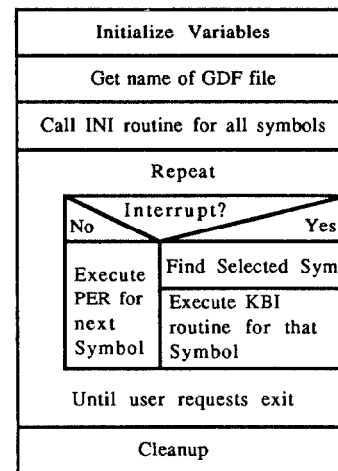 Initialize Variables
Get name of GDF file
Call INI routine for all symbols
Repeat
Interrupt?
No
Yes
Execute
PER for
next
Symbol
Find Selected Sym
Execute KBI
routine for that
Symbol
Until user requests exit
Cleanup